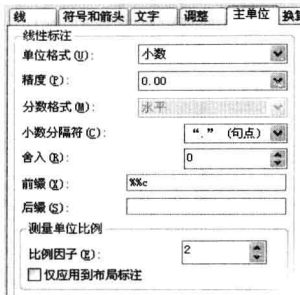 线 符号和箭头 文字 调整 主单位 换算
线性标注
单位格式(U): 小数
精度(P): 0.00
分数格式(M): 水平
小数分隔符(C): “.” (句点)
舍入(R): 0
前缀(X): %%c
后缀(S):
测量单位比例
比例因子(E): 2
仅应用到布局标注